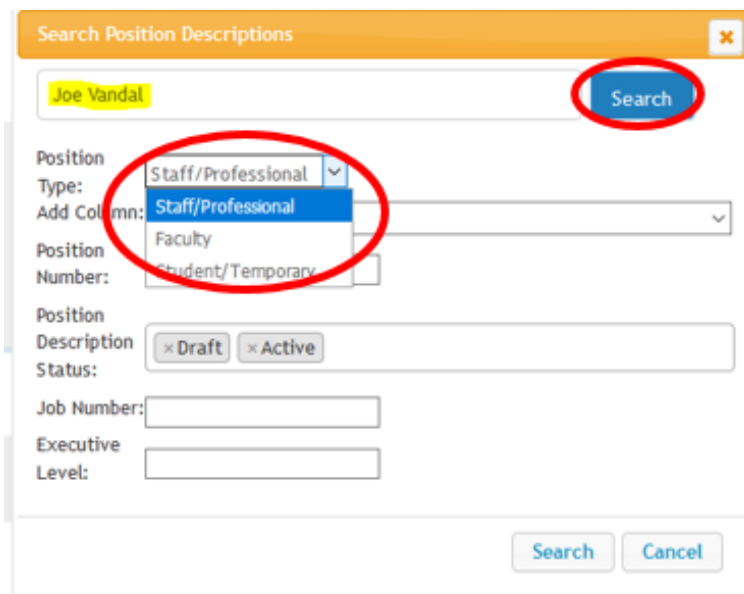 Search Position Descriptions
Joe Vandal
Search
Position
Type:
Staff/Professional
Staff/Professional
Faculty
Student/Temporary
Add Column:
Position
Number:
Position
Description
Status:
×Draft ×Active
Job Number:
Executive
Level:
Search Cancel